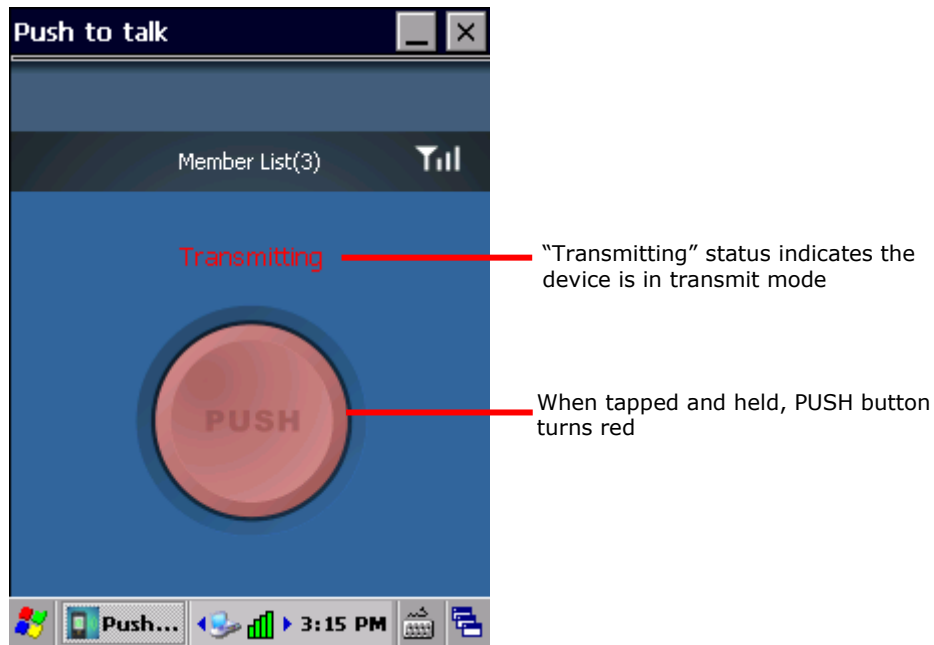 Push to talk
Member List(3)
Transmitting
“Transmitting” status indicates the
device is in transmit mode
PUSH
When tapped and held, PUSH button
turns red
Push...
3:15 PM